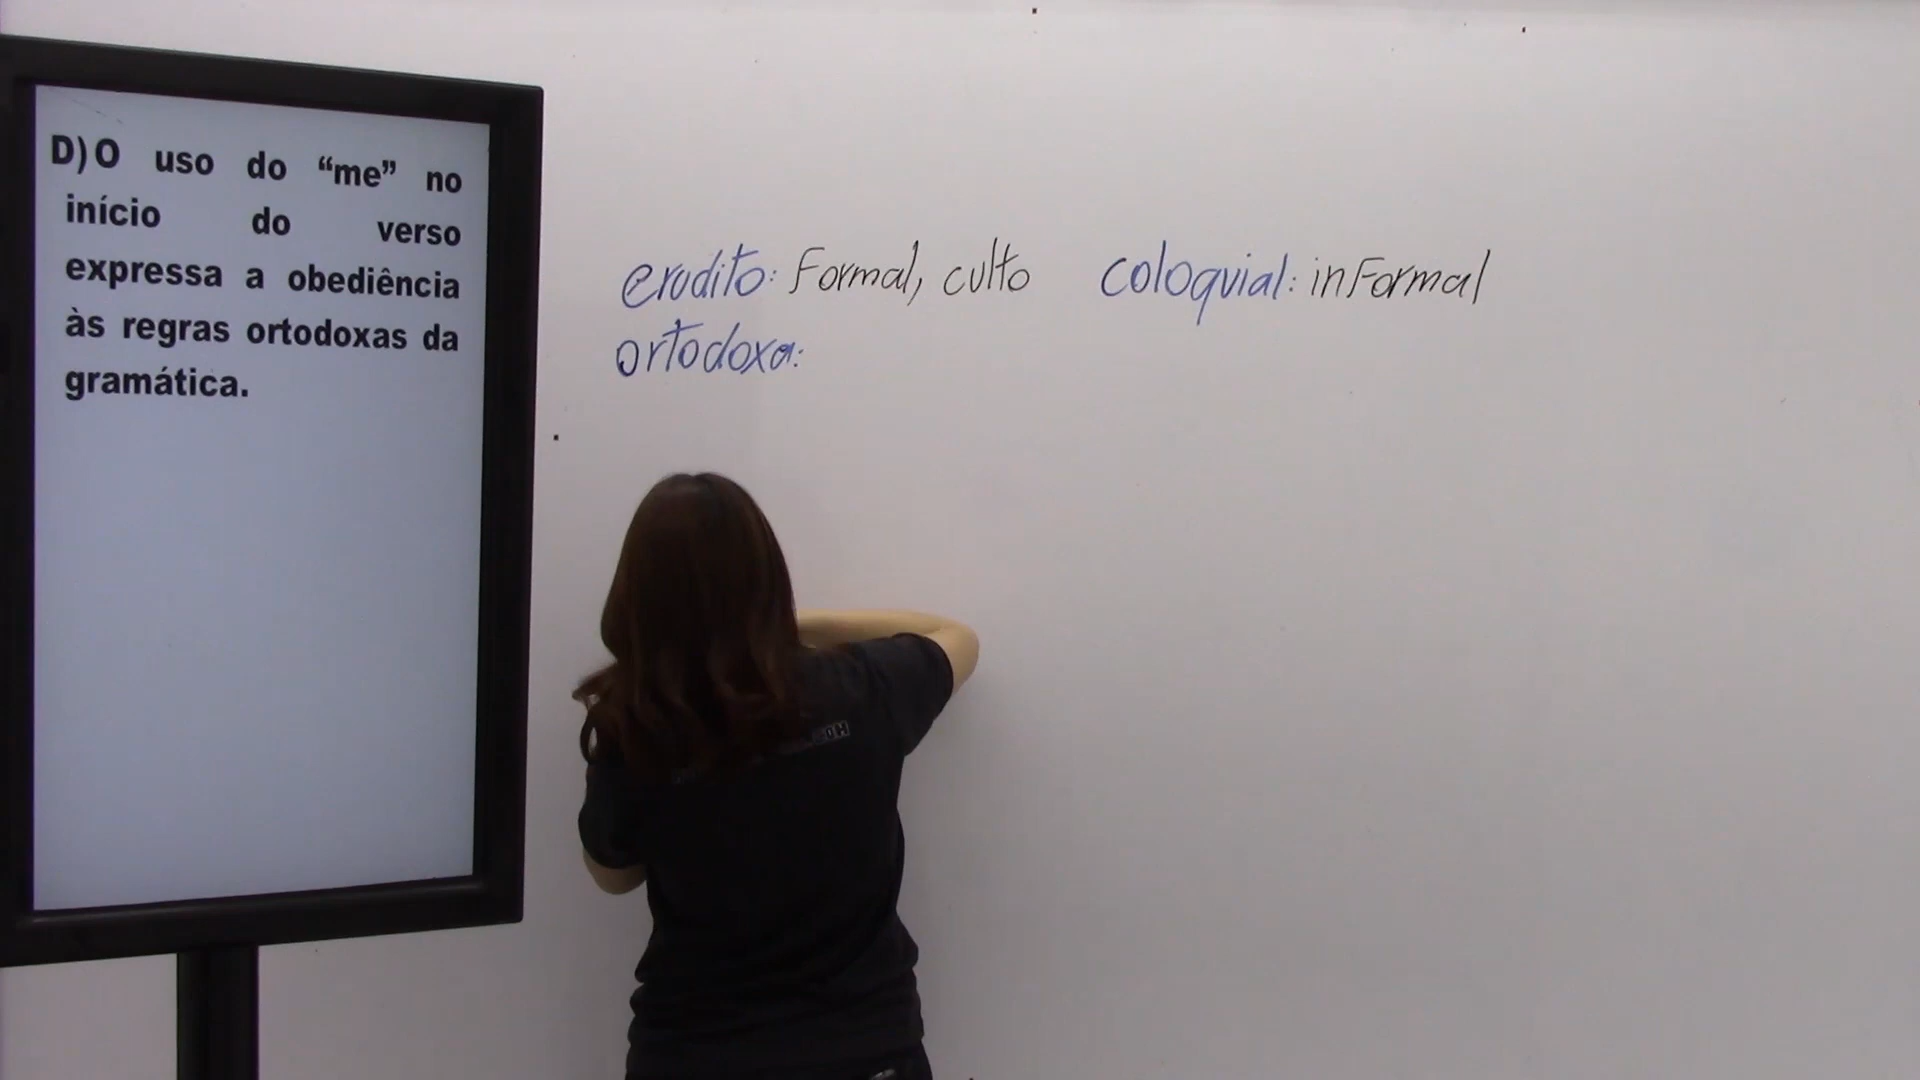 D) O uso do “me” no
início do verso
expressa a obediência
às regras ortodoxas da
gramática.
erudito: Formal, culto coloquial: inFormal
ortodoxa: